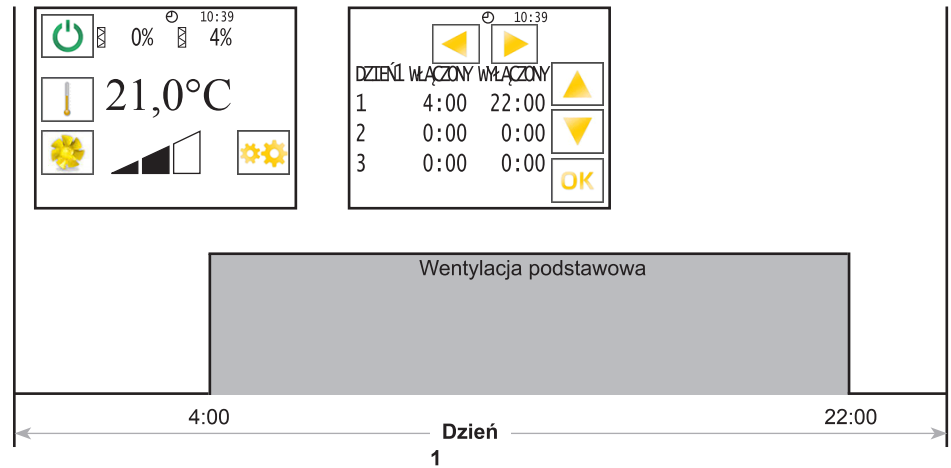 10:39
0% 4%
21,0°C
10:39
DZIEŃ1 WŁĄCZONY WYŁĄCZONY
1 4:00 22:00
2 0:00 0:00
3 0:00 0:00
OK
Wentylacja podstawowa
4:00 22:00
Dzień
1